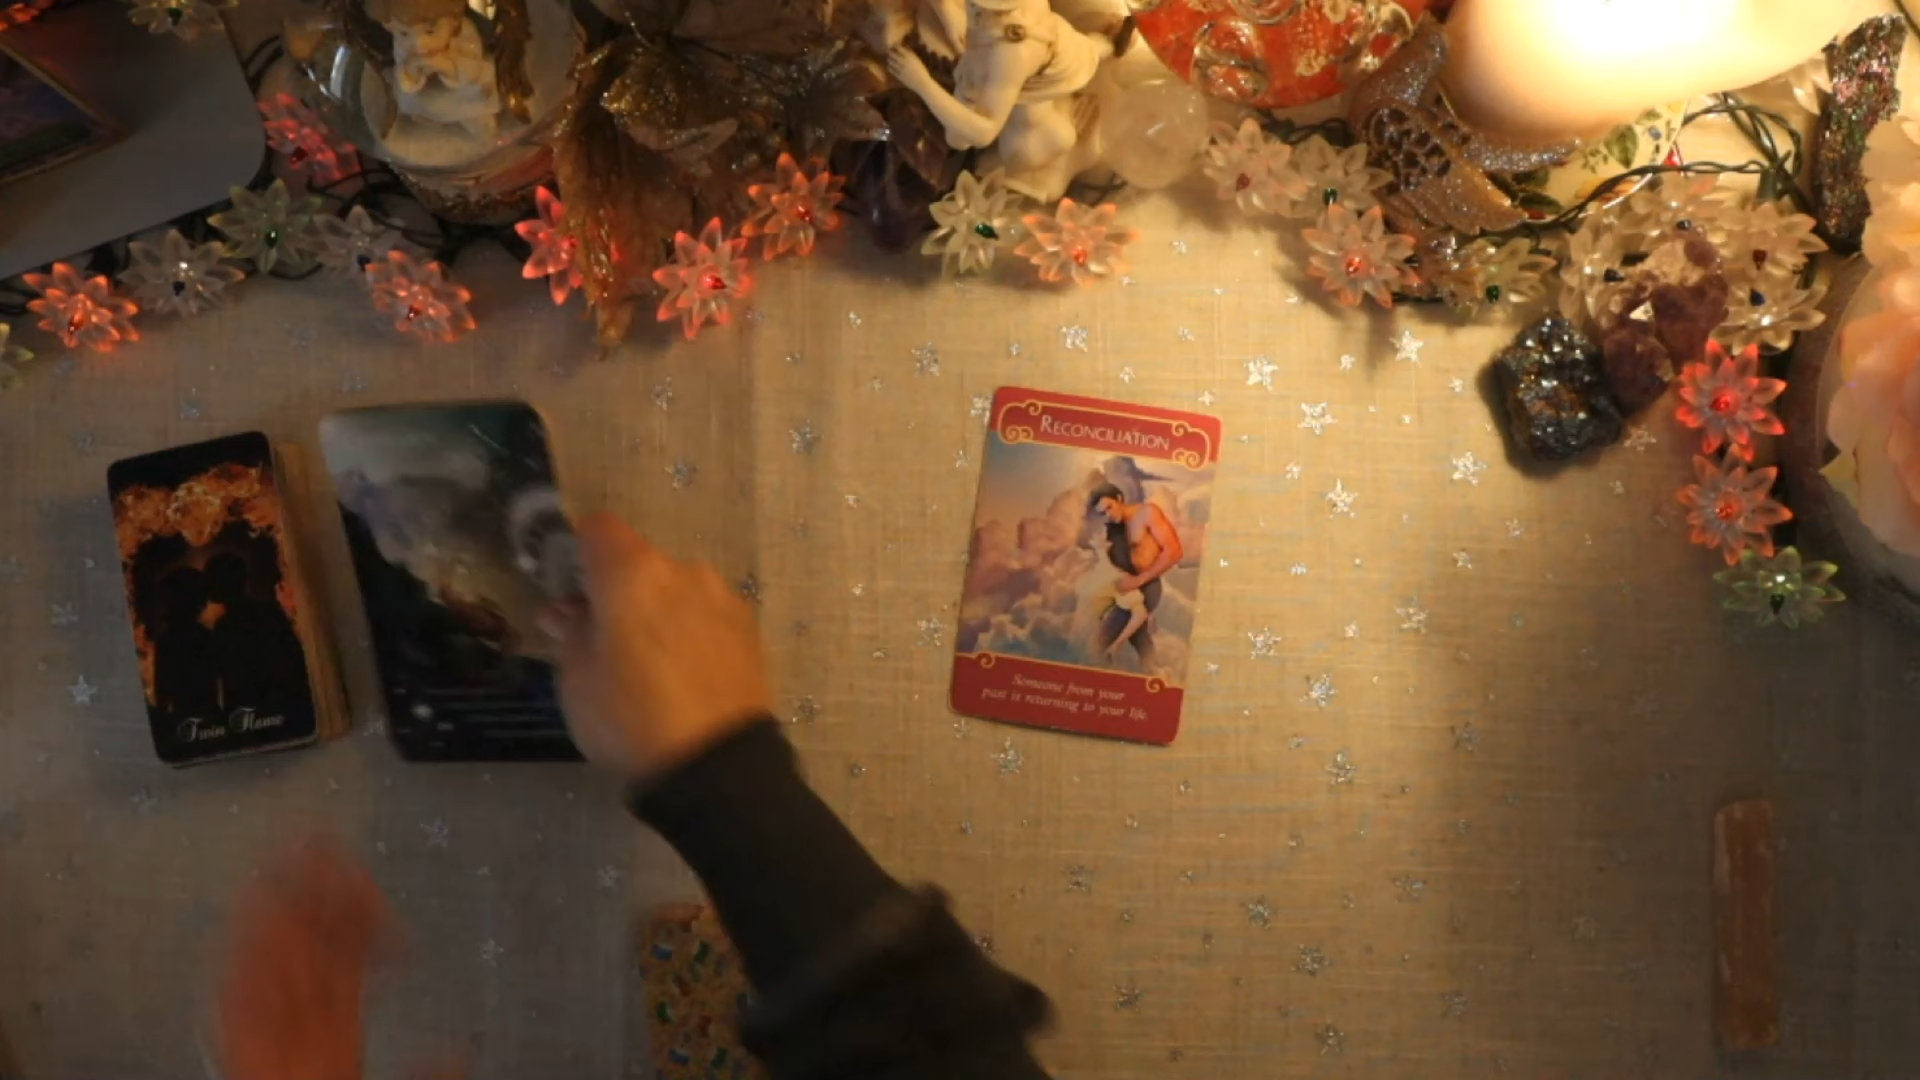 Twin Flame
RECONCILIATION
Someone from your
past is returning to your life.